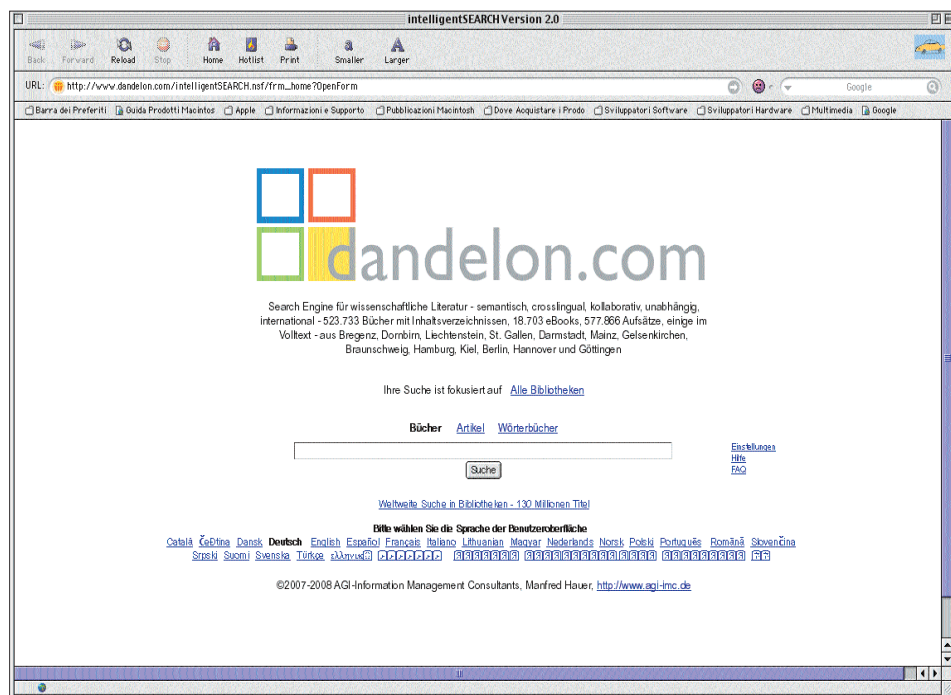 intelligentSEARCH Version 2.0
Back Forward Reload Stop Home Hotlist Print Smaller Larger
URL: http://www.dandelon.com/intelligentSEARCH.nsf/frm_home?OpenForm Google
Barra dei Preferiti Guida Prodotti Macintos Apple Informazioni e Supporto Pubblicazioni Macintosh Dove Acquistare i Prodo Sviluppatori Software Sviluppatori Hardware Multimedia Google
dandelon.com
Search Engine für wissenschaftliche Literatur - semantisch, crosslingual, kollaborativ, unabhängig,
international - 523.733 Bücher mit Inhaltsverzeichnissen, 18.703 eBooks, 577.866 Aufsätze, einige im
Volltext - aus Bregenz, Dornbirn, Liechtenstein, St. Gallen, Darmstadt, Mainz, Gelsenkirchen,
Braunschweig, Hamburg, Kiel, Berlin, Hannover und Göttingen
Ihre Suche ist fokusiert auf Alle Bibliotheken
Bücher Artikel Wörterbücher
Einstellungen
Hilfe
FAQ
Suche
Weltweite Suche in Bibliotheken - 130 Millionen Titel
Bitte wählen Sie die Sprache der Benutzeroberfläche
Català Dansk Deutsch English Español Français Italiano Lithuanian Magyar Nederlands Norsk Polski Português Română Slovenčina
Srpski Suomi Svenska Türkçe
©2007-2008 AGI-Information Management Consultants, Manfred Hauer, http://www.agi-imc.de